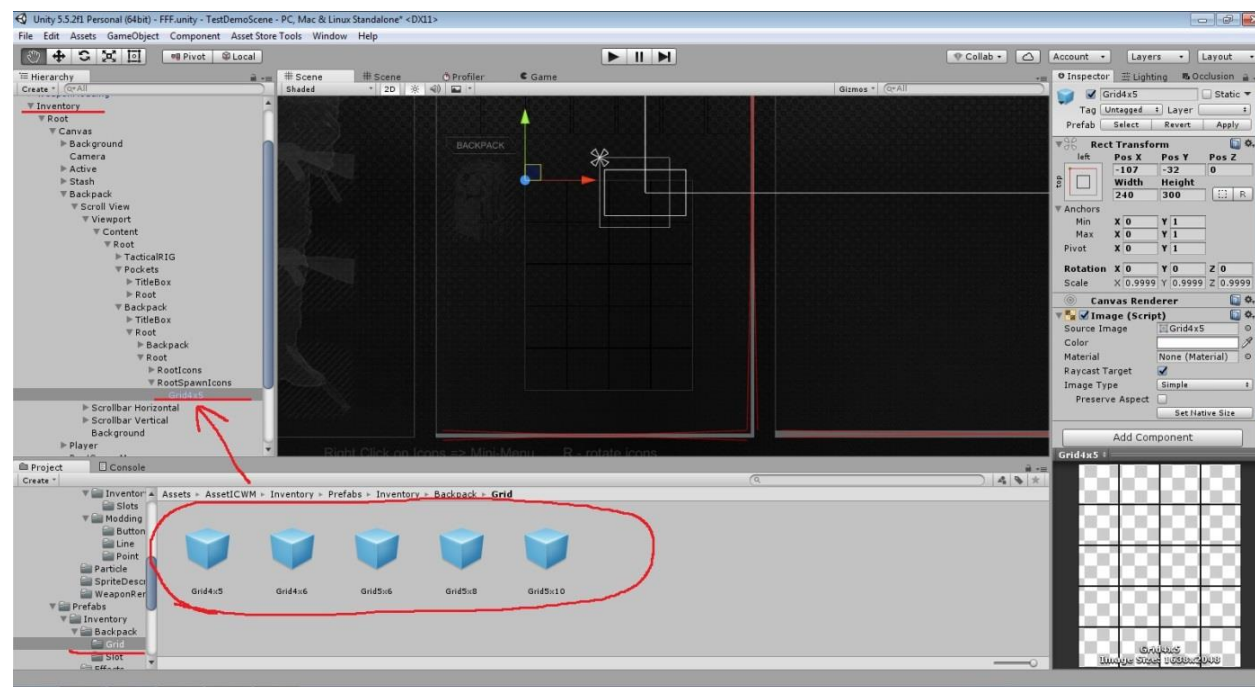 Unity 5.5.2f1 Personal (64bit) - FFF.unity - TestDemoScene - PC, Mac & Linux Standalone* <DX11>
File Edit Assets GameObject Component Asset Store Tools Window Help
Pivot Local Collab Account Layers Layout
Hierarchy
Create All
Inventory
Root
Canvas
Background
Camera
Active
Stash
Backpack
Scroll View
Viewport
Content
Root
TacticalRIG
Pockets
TitleBox
Root
Backpack
TitleBox
Root
Backpack
Root
RootIcons
RootSpawnIcons
Grid4x5
Scrollbar Horizontal
Scrollbar Vertical
Background
Player
Scene Scene Profiler Game
Shaded 2D Gizmos All
BACKPACK
Right Click on Icons => Mini-Menu R - rotate icons
Inspector Lighting Occlusion
Grid4x5 Static
Tag Untagged Layer
Prefab Select Revert Apply
Rect Transform
left Pos X Pos Y Pos Z
-107 -32 0
top Width Height
240 300 R
Anchors
Min X 0 Y 1
Max X 0 Y 1
Pivot X 0 Y 1
Rotation X 0 Y 0 Z 0
Scale X 0.9999 Y 0.9999 Z 0.9999
Canvas Renderer
Image (Script)
Source Image Grid4x5
Color
Material None (Material)
Raycast Target
Image Type Simple
Preserve Aspect
Set Native Size
Add Component
Grid4x5
Grid4x5
Project Console
Create
Inventor
Slots
Modding
Button
Line
Point
Particle
SpriteDescr
WeaponRer
Prefabs
Inventory
Backpack
Grid
Slot
Assets Asset​ICWM Inventory Prefabs Inventory Backpack Grid
Grid4x5 Grid4x6 Grid5x6 Grid5x8 Grid5x10